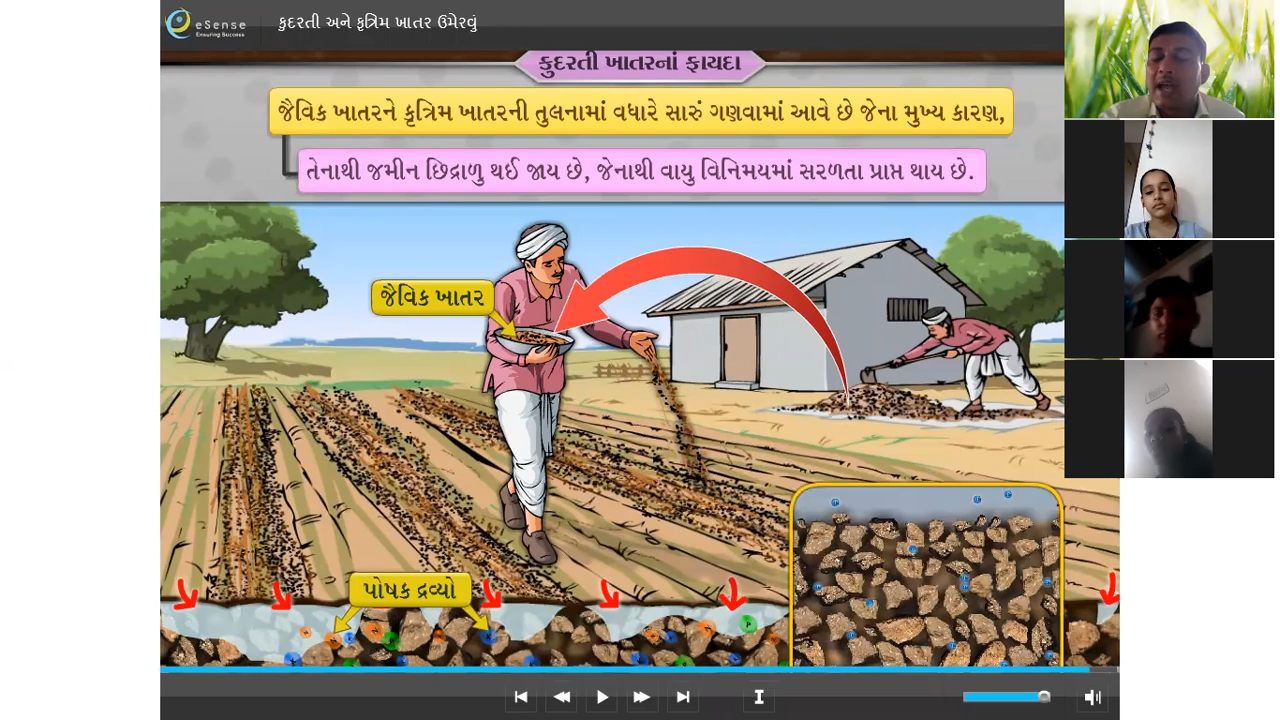 eSense
Ensuring Success
કુદરતી અને કૃત્રિમ ખાતર ઉમેરવું
કુદરતી ખાતરનાં ફાયદા
જૈવિક ખાતરને કૃત્રિમ ખાતરની તુલનામાં વધારે સારું ગણવામાં આવે છે જેના મુખ્ય કારણ,
તેનાથી જમીન છિદ્રાળુ થઈ જાય છે, જેનાથી વાયુ વિનિમયમાં સરળતા પ્રાપ્ત થાય છે.
જૈવિક ખાતર
પોષક દ્રવ્યો
P